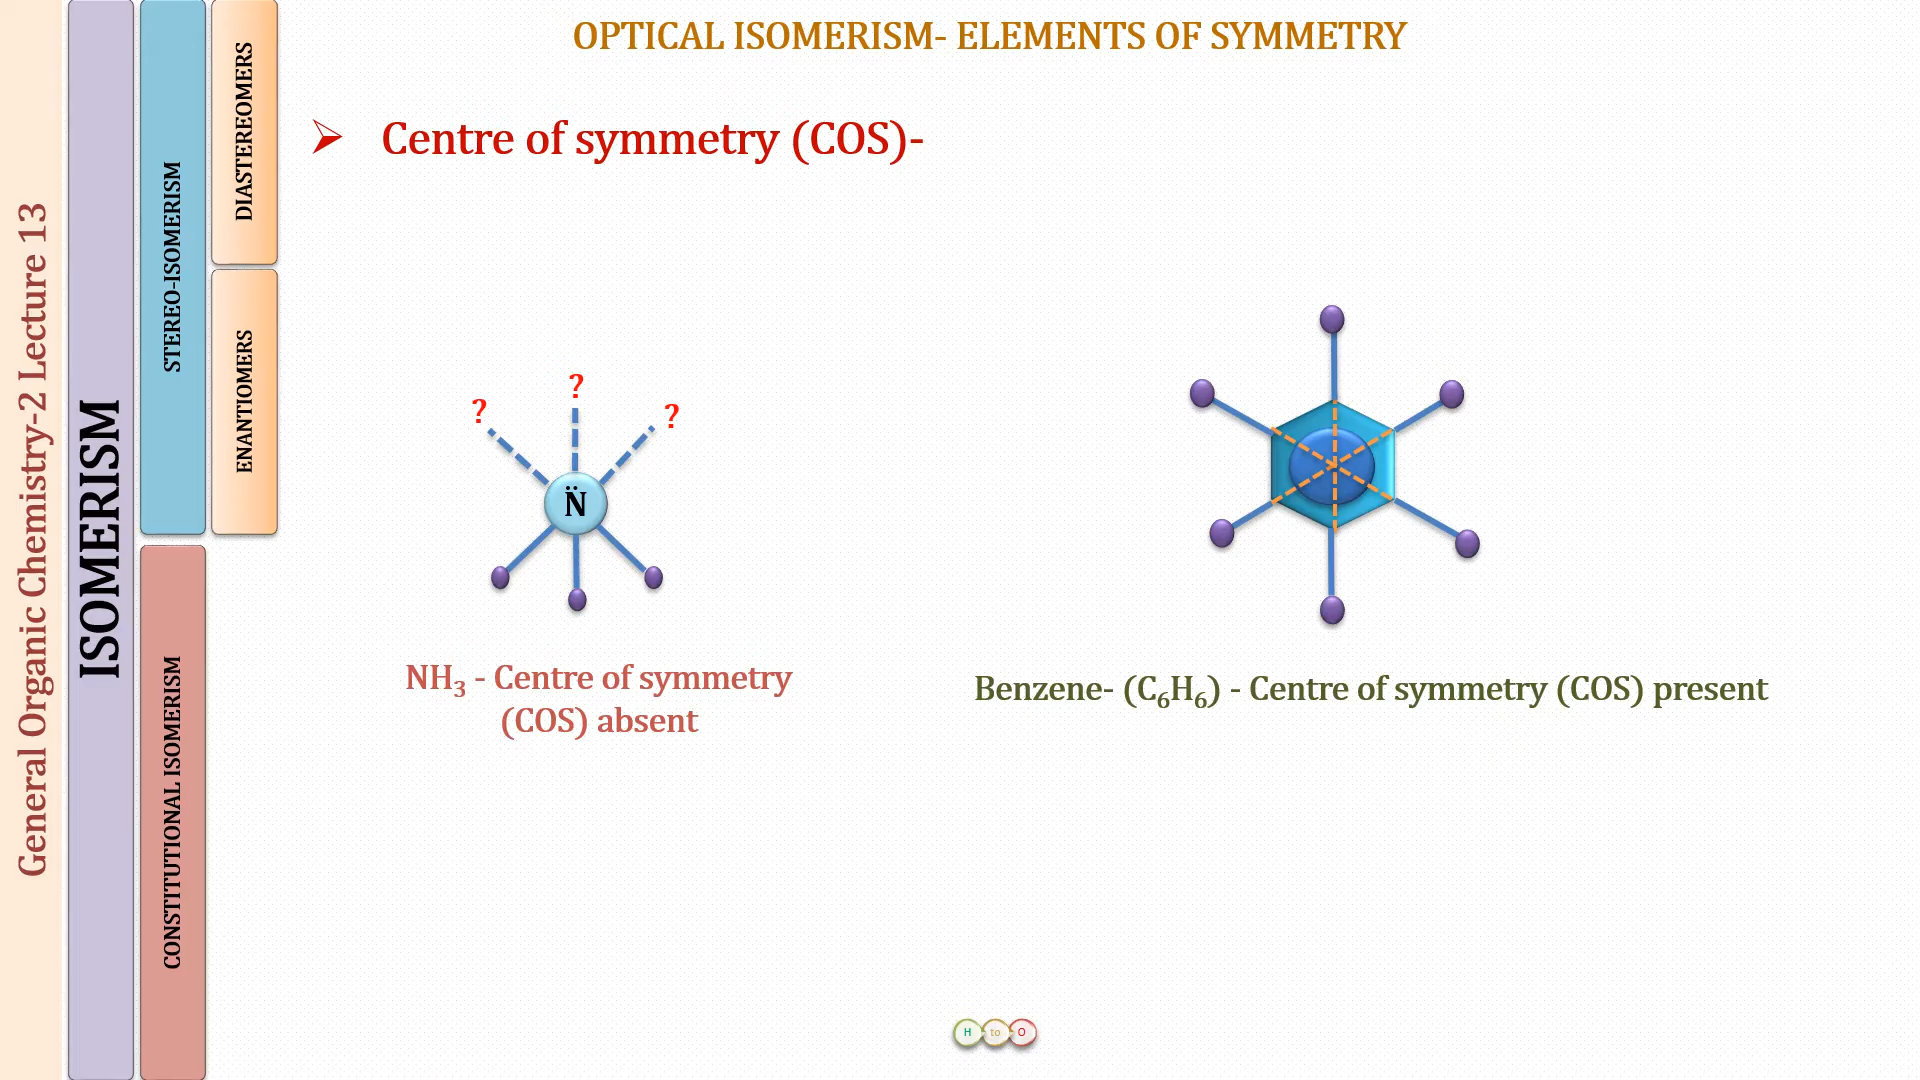 OPTICAL ISOMERISM- ELEMENTS OF SYMMETRY
General Organic Chemistry-2 Lecture 13
ISOMERISM
STEREO-ISOMERISM
CONSTITUTIONAL ISOMERISM
DIASTEREOMERS
ENANTIOMERS
➢ Centre of symmetry (COS)-
? ? ?
N̈
NH₃ - Centre of symmetry
(COS) absent
Benzene- (C₆H₆) - Centre of symmetry (COS) present
H to O